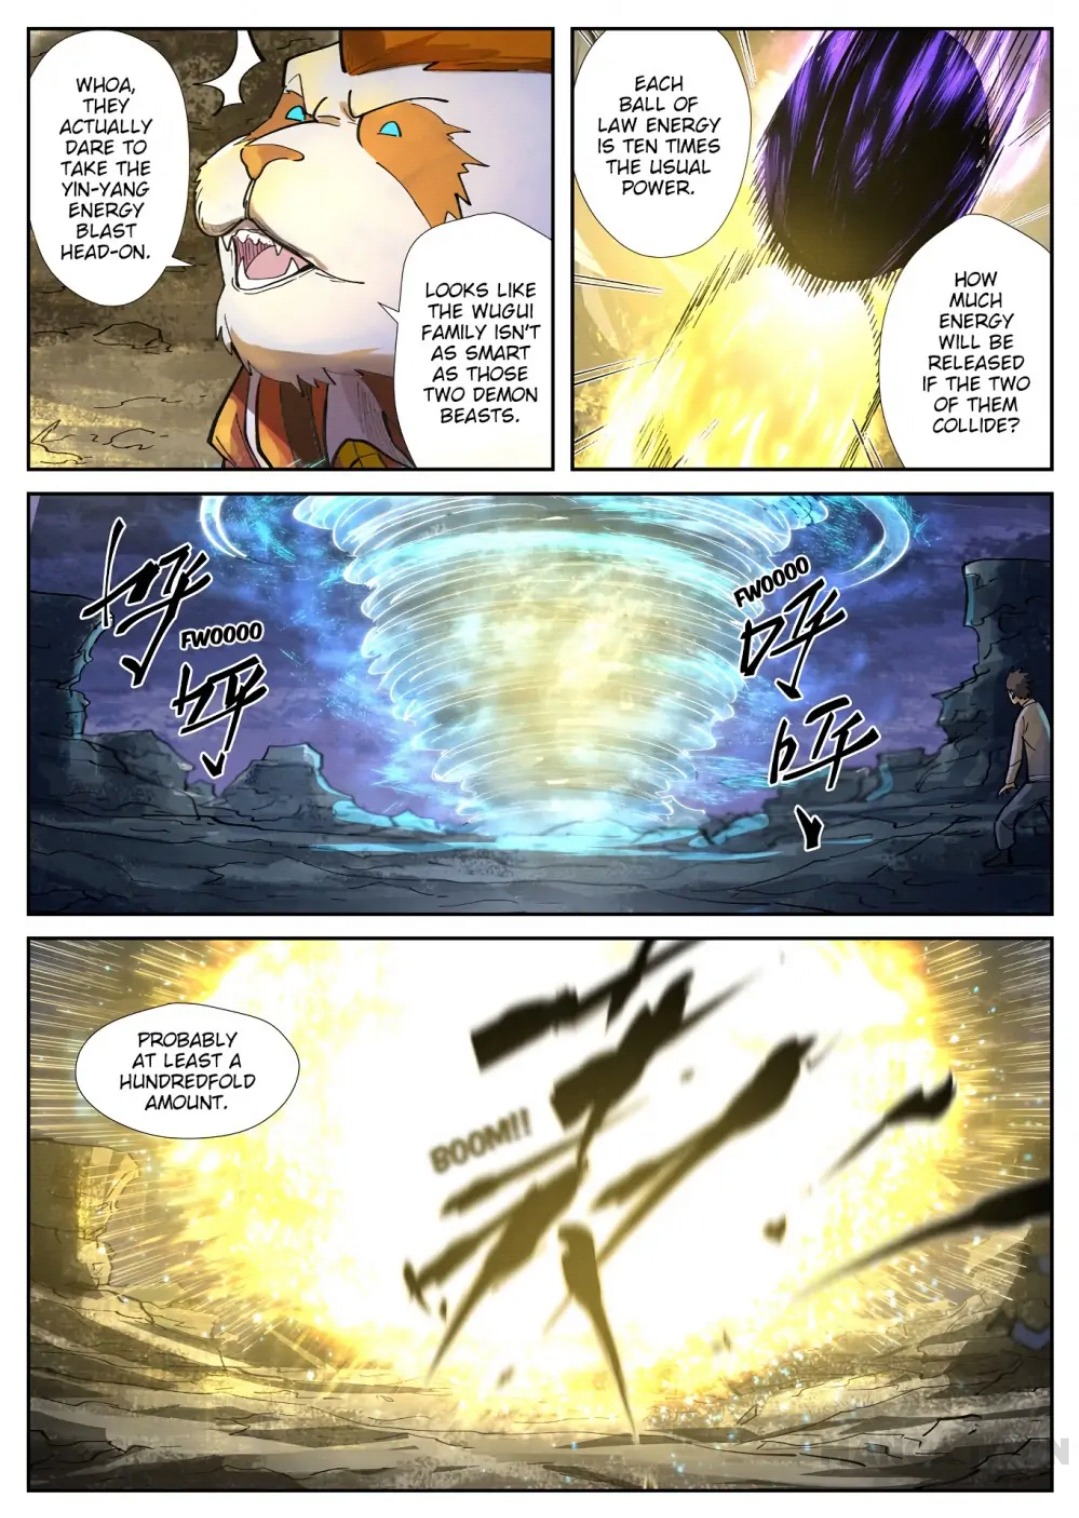 WHOA,
THEY
ACTUALLY
DARE TO
TAKE THE
YIN-YANG
ENERGY
BLAST
HEAD-ON.
LOOKS LIKE
THE WUGUI
FAMILY ISN'T
AS SMART
AS THOSE
TWO DEMON
BEASTS.
EACH
BALL OF
LAW ENERGY
IS TEN TIMES
THE USUAL
POWER.
HOW
MUCH
ENERGY
WILL BE
RELEASED
IF THE TWO
OF THEM
COLLIDE?
呼
FWOOOO
呼
FWOOOO
呼
呼
PROBABLY
AT LEAST A
HUNDREDFOLD
AMOUNT.
BOOM!!